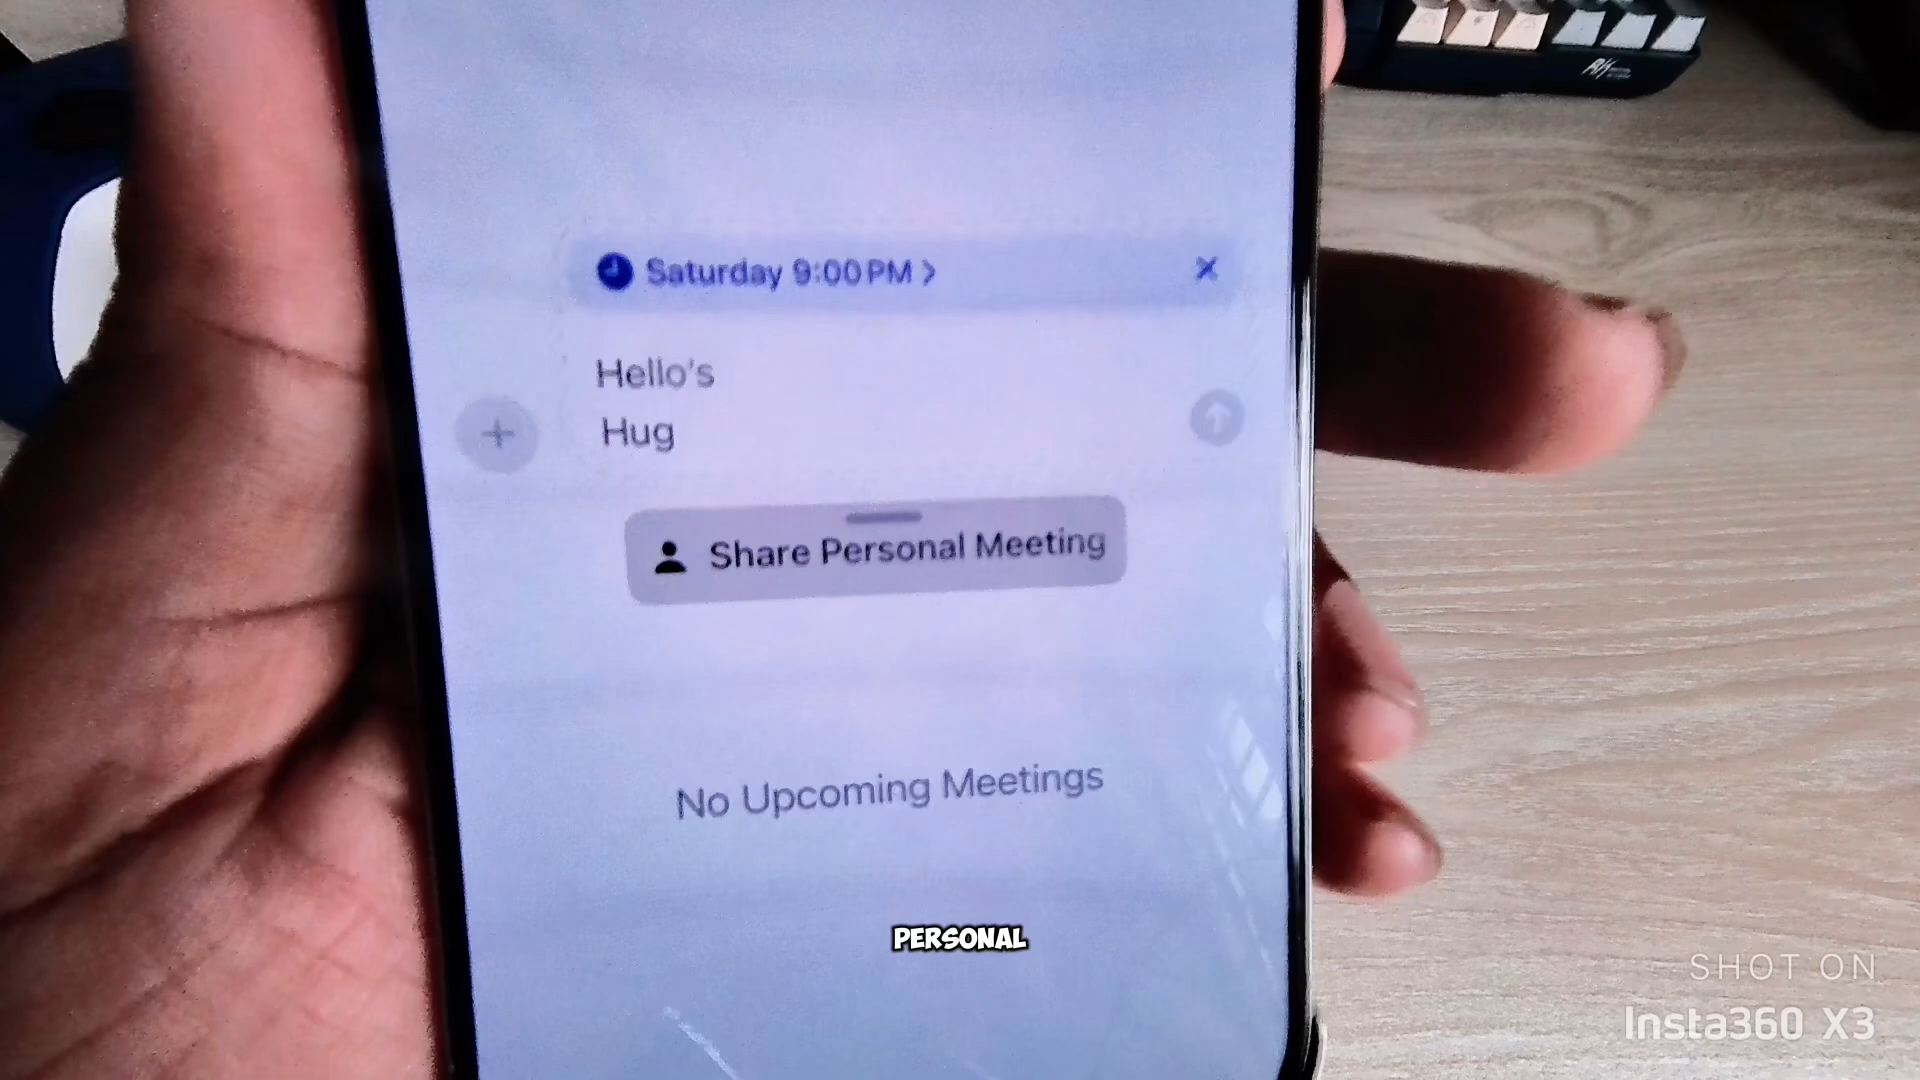 Saturday 9:00 PM >
Hello's
Hug
Share Personal Meeting
No Upcoming Meetings
PERSONAL
SHOT ON
Insta360 X3